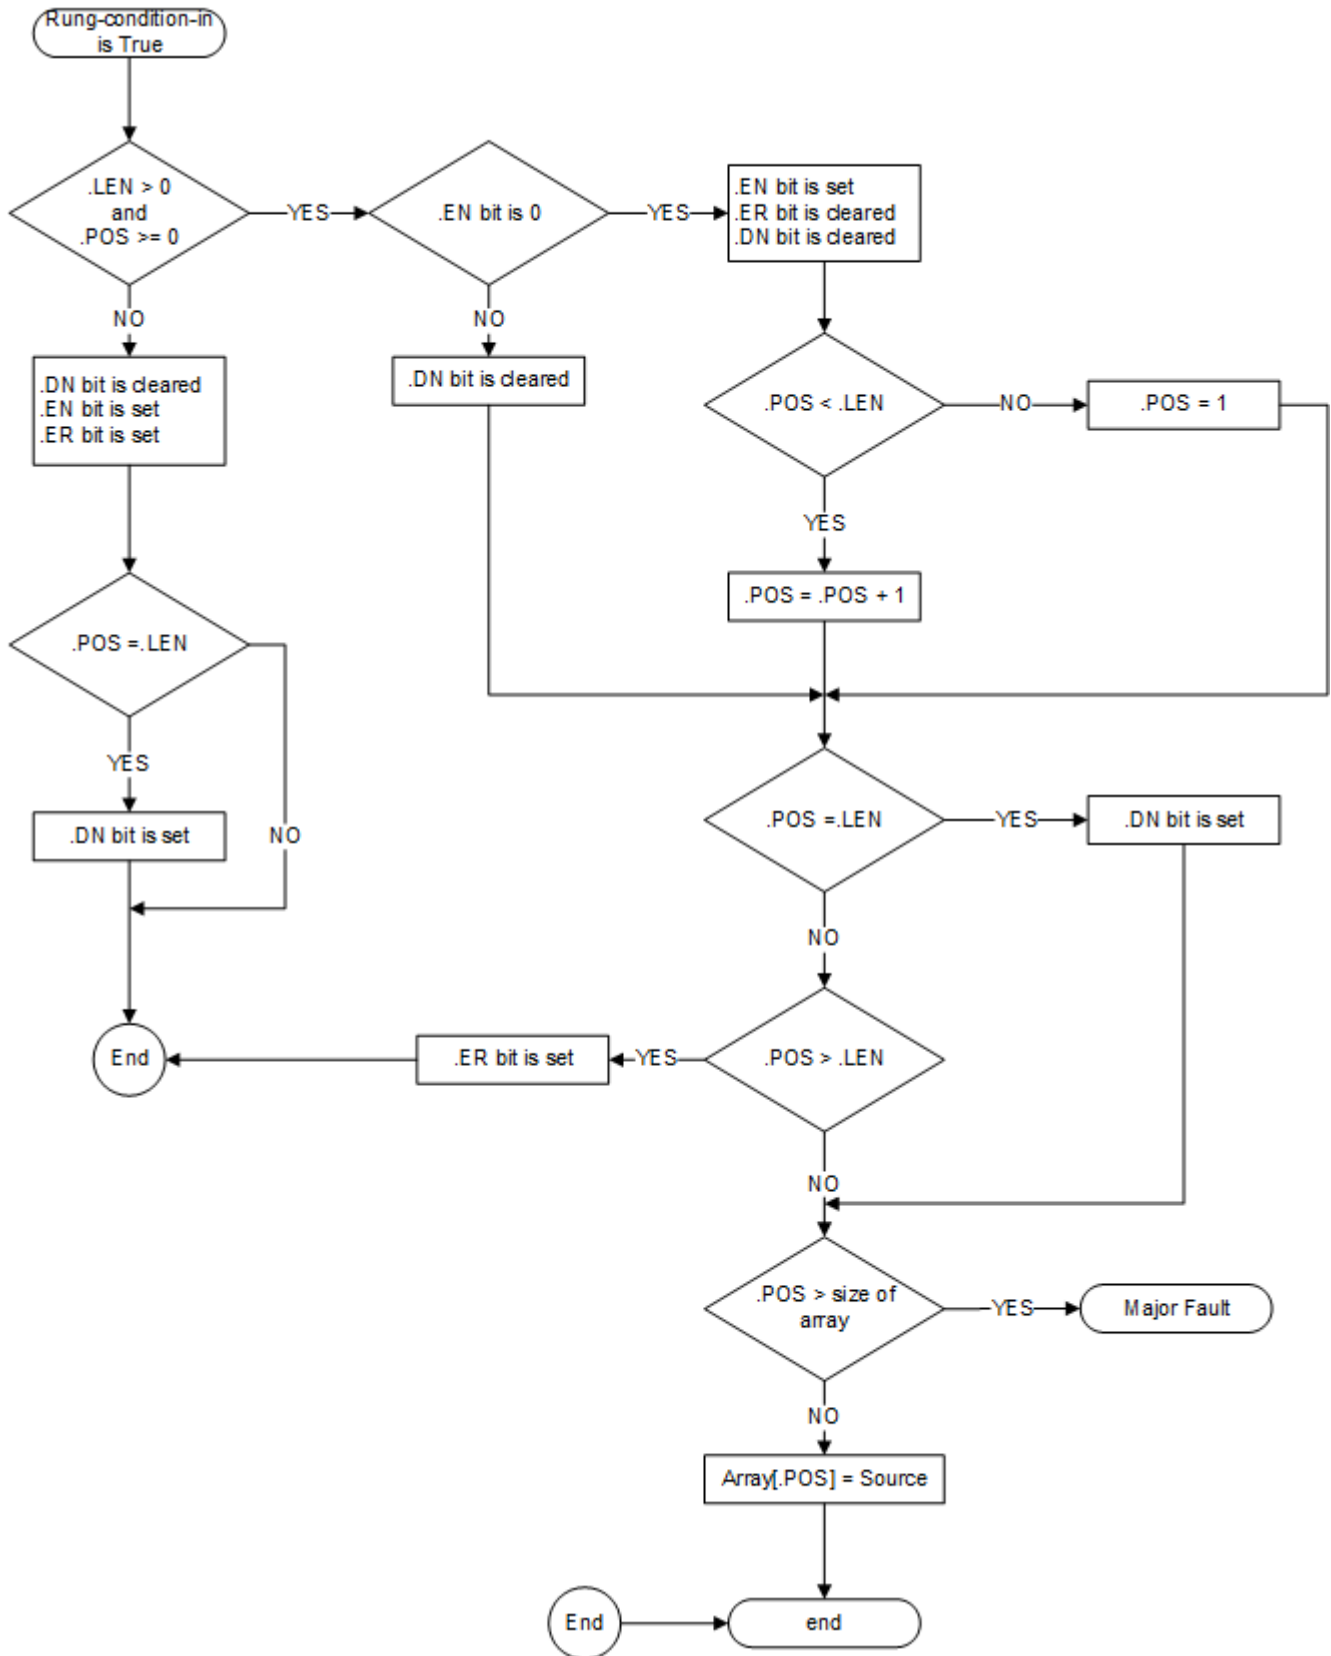 Rung-condition-in
is True
.LEN > 0
and
.POS >= 0
YES
.EN bit is 0
YES
.EN bit is set
.ER bit is cleared
.DN bit is cleared
NO
NO
.DN bit is cleared
.EN bit is set
.ER bit is set
.DN bit is cleared
.POS < .LEN
NO
.POS = 1
YES
.POS = .POS + 1
.POS =.LEN
YES
.DN bit is set
NO
.POS =.LEN
YES
.DN bit is set
NO
.POS > .LEN
YES
.ER bit is set
End
NO
.POS > size of
array
YES
Major Fault
NO
Array[.POS] = Source
End
end